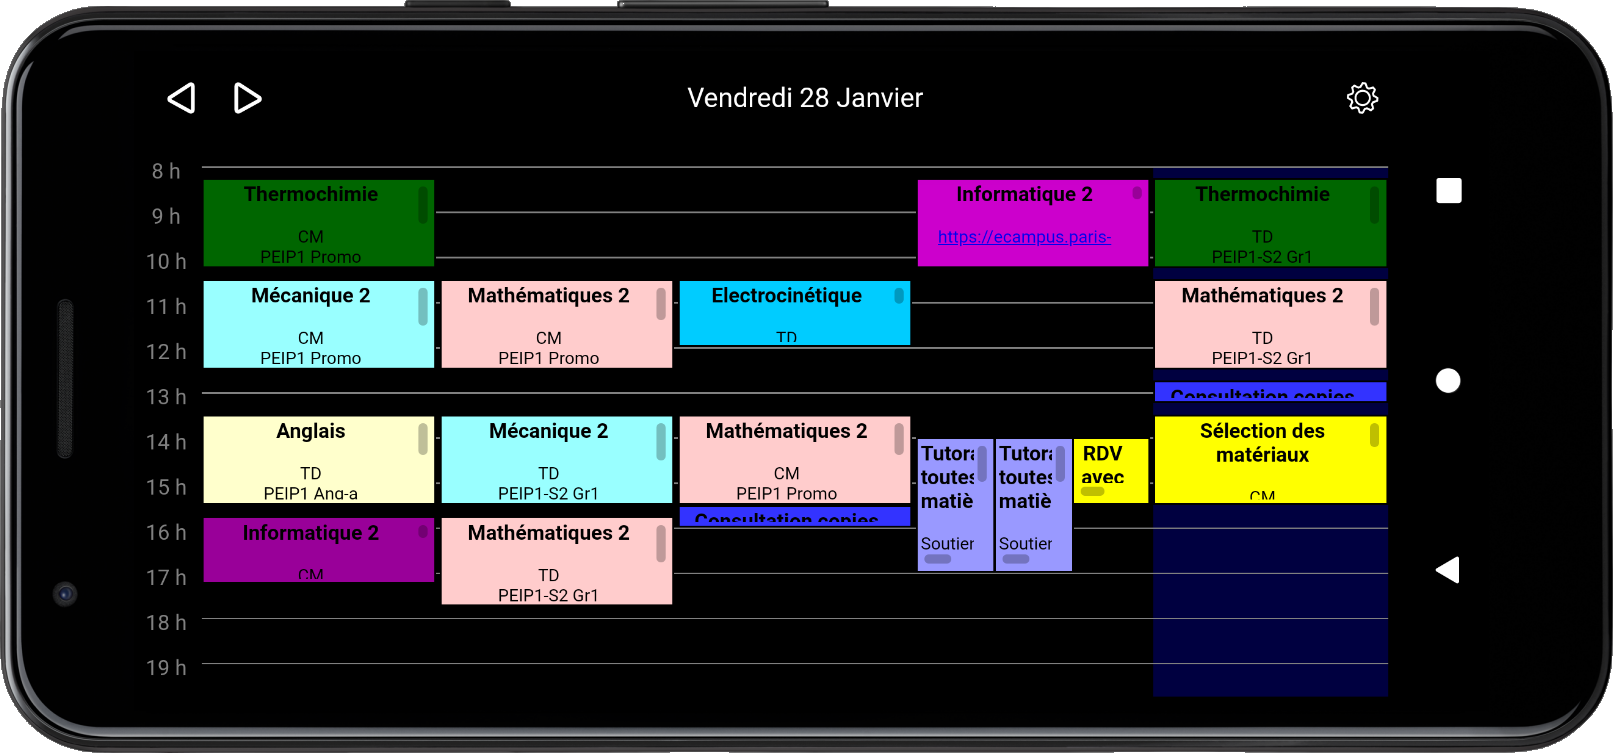 Vendredi 28 Janvier
8 h
9 h
10 h
11 h
12 h
13 h
14 h
15 h
16 h
17 h
18 h
19 h
Thermochimie
CM
PEIP1 Promo
Mécanique 2
CM
PEIP1 Promo
Anglais
TD
PEIP1 Ang-a
Informatique 2
CM
Mathématiques 2
CM
PEIP1 Promo
Mécanique 2
TD
PEIP1-S2 Gr1
Mathématiques 2
TD
PEIP1-S2 Gr1
Electrocinétique
TD
Mathématiques 2
CM
PEIP1 Promo
Consultation copies
Informatique 2
https://ecampus.paris-
Tutora
toutes
matiè
Soutien
Tutora
toutes
matiè
Soutien
RDV
avec
Thermochimie
TD
PEIP1-S2 Gr1
Mathématiques 2
TD
PEIP1-S2 Gr1
Consultation copies
Sélection des
matériaux
CM